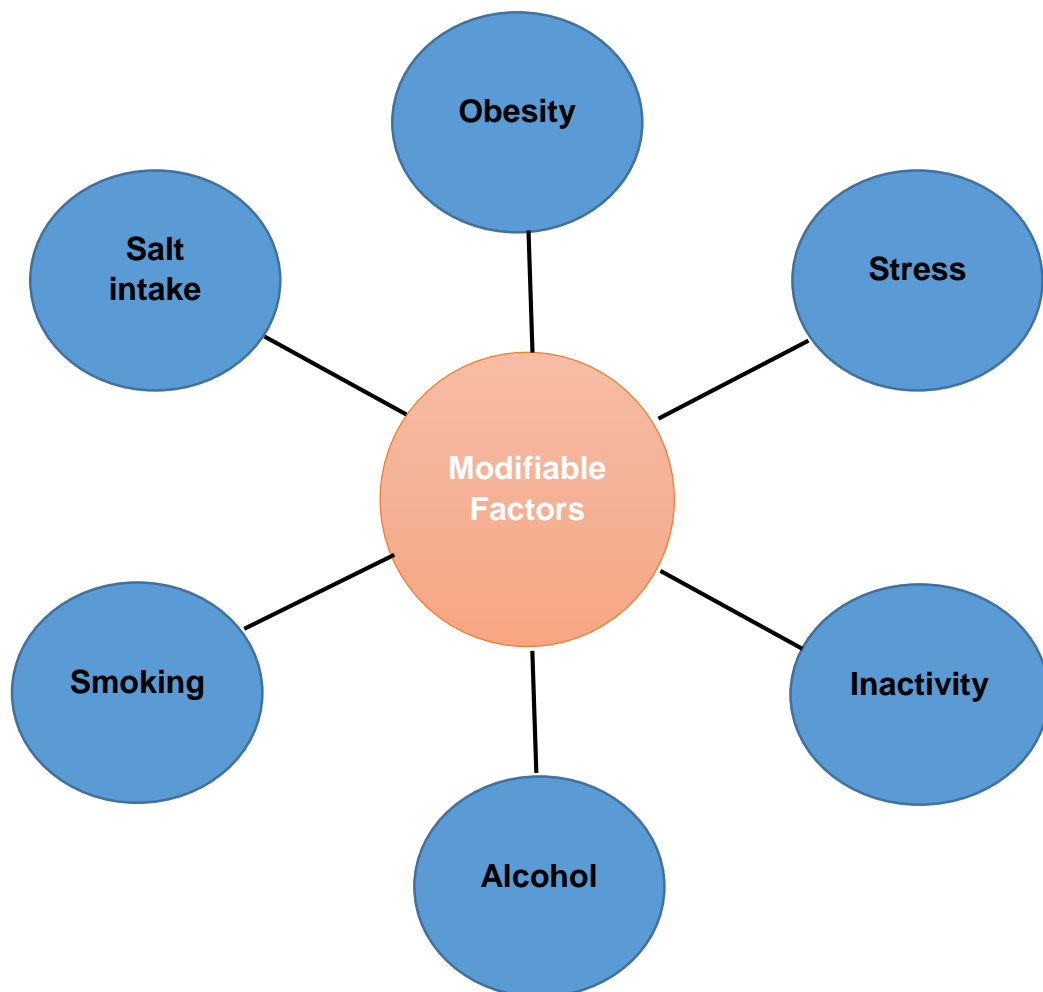 Obesity
Salt
intake
Stress
Modifiable
Factors
Smoking
Inactivity
Alcohol